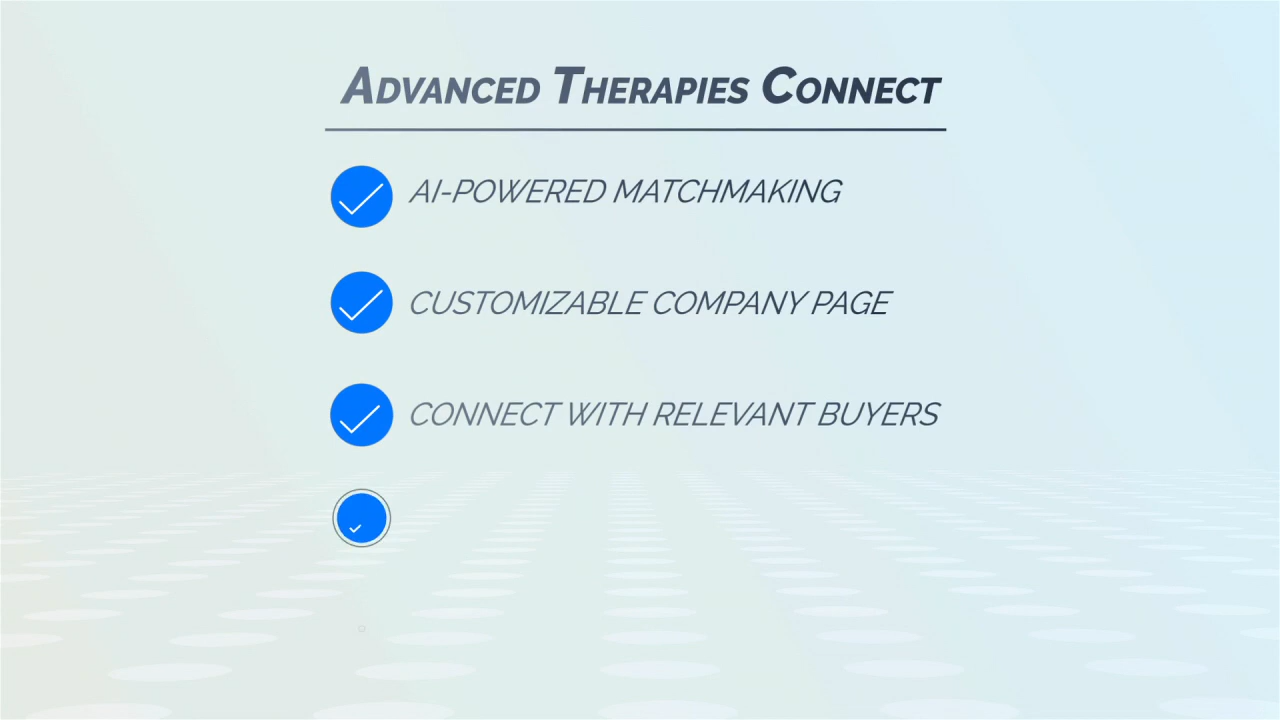 ADVANCED THERAPIES CONNECT
AI-POWERED MATCHMAKING
CUSTOMIZABLE COMPANY PAGE
CONNECT WITH RELEVANT BUYERS